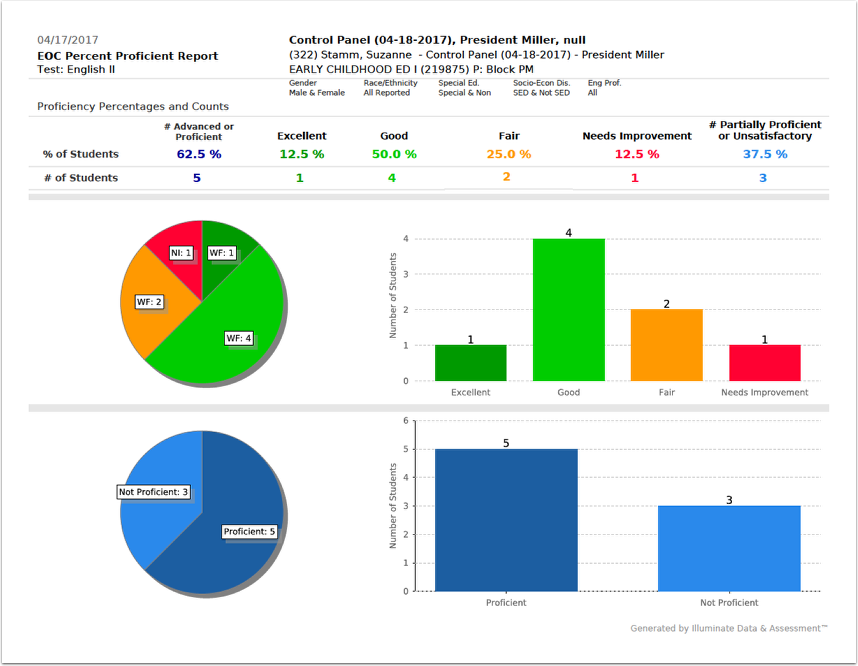 04/17/2017
EOC Percent Proficient Report
Test: English II
Control Panel (04-18-2017), President Miller, null
(322) Stamm, Suzanne - Control Panel (04-18-2017) - President Miller
EARLY CHILDHOOD ED I (219875) P: Block PM
Gender Race/Ethnicity Special Ed. Socio-Econ Dis. Eng Prof.
Male & Female All Reported Special & Non SED & Not SED All
Proficiency Percentages and Counts
# Advanced or Proficient Excellent Good Fair Needs Improvement # Partially Proficient or Unsatisfactory
% of Students 62.5 % 12.5 % 50.0 % 25.0 % 12.5 % 37.5 %
# of Students 5 1 4 2 1 3
NI: 1 WF: 1
WF: 2
WF: 4
Number of Students
4
3
2
1
0
1 4 2 1
Excellent Good Fair Needs Improvement
Not Proficient: 3
Proficient: 5
Number of Students
6
5
4
3
2
1
0
5 3
Proficient Not Proficient
Generated by Illuminate Data & Assessment™